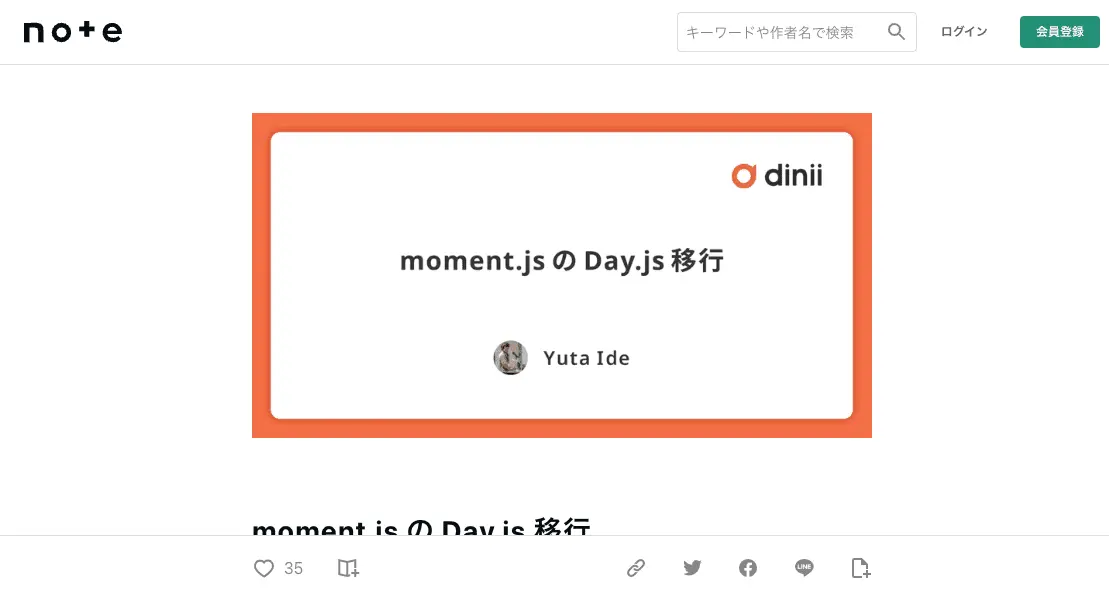 note
キーワードや作者名で検索
ログイン
会員登録
dinii
moment.js の Day.js 移行
Yuta Ide
moment.js の Day.js 移行
35
LINE